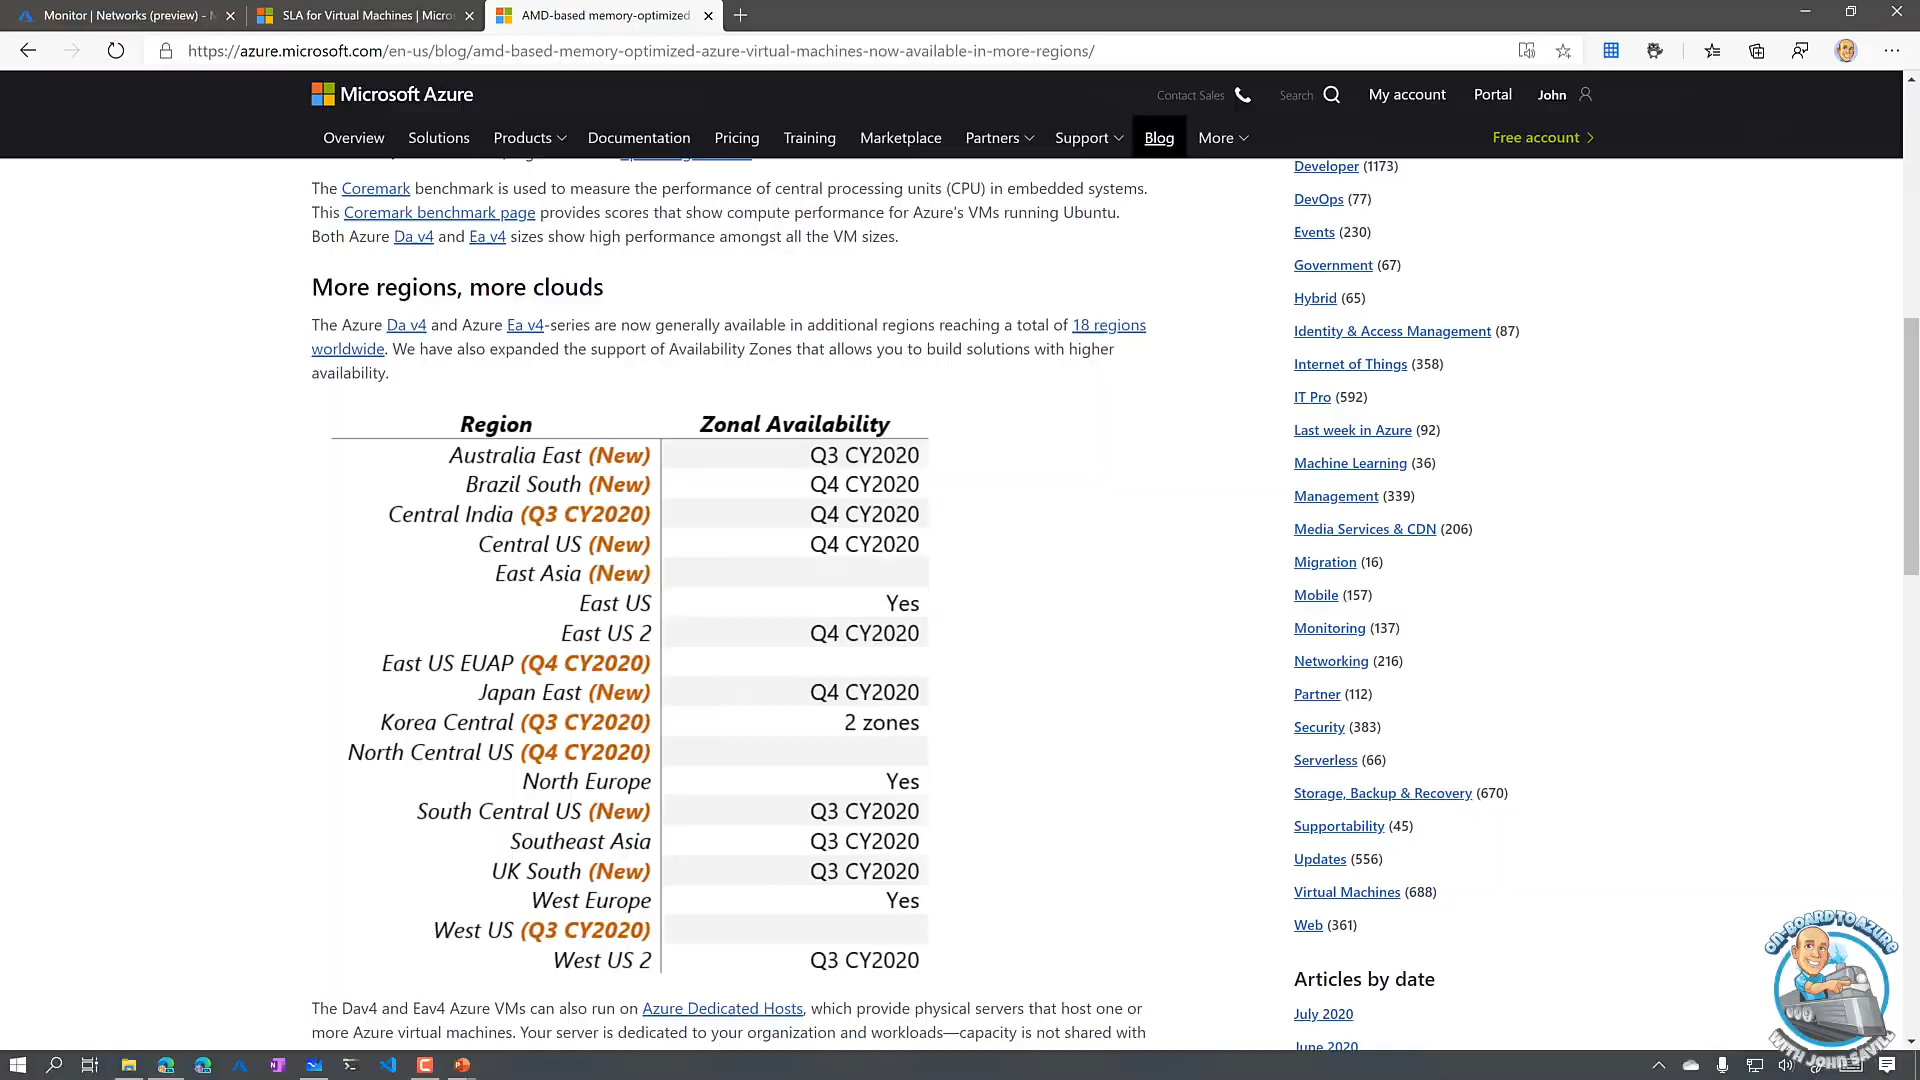 Monitor | Networks (preview) -
SLA for Virtual Machines | Micros
AMD-based memory-optimized
https://azure.microsoft.com/en-us/blog/amd-based-memory-optimized-azure-virtual-machines-now-available-in-more-regions/
Microsoft Azure
Contact Sales
Search
My account
Portal
John
Overview
Solutions
Products
Documentation
Pricing
Training
Marketplace
Partners
Support
Blog
More
Free account
The Coremark benchmark is used to measure the performance of central processing units (CPU) in embedded systems.
This Coremark benchmark page provides scores that show compute performance for Azure's VMs running Ubuntu.
Both Azure Da v4 and Ea v4 sizes show high performance amongst all the VM sizes.
More regions, more clouds
The Azure Da v4 and Azure Ea v4-series are now generally available in additional regions reaching a total of 18 regions
worldwide. We have also expanded the support of Availability Zones that allows you to build solutions with higher
availability.
Region Zonal Availability
Australia East (New) Q3 CY2020
Brazil South (New) Q4 CY2020
Central India (Q3 CY2020) Q4 CY2020
Central US (New) Q4 CY2020
East Asia (New)
East US Yes
East US 2 Q4 CY2020
East US EUAP (Q4 CY2020)
Japan East (New) Q4 CY2020
Korea Central (Q3 CY2020) 2 zones
North Central US (Q4 CY2020)
North Europe Yes
South Central US (New) Q3 CY2020
Southeast Asia Q3 CY2020
UK South (New) Q3 CY2020
West Europe Yes
West US (Q3 CY2020)
West US 2 Q3 CY2020
The Dav4 and Eav4 Azure VMs can also run on Azure Dedicated Hosts, which provide physical servers that host one or
more Azure virtual machines. Your server is dedicated to your organization and workloads—capacity is not shared with
Developer (1173)
DevOps (77)
Events (230)
Government (67)
Hybrid (65)
Identity & Access Management (87)
Internet of Things (358)
IT Pro (592)
Last week in Azure (92)
Machine Learning (36)
Management (339)
Media Services & CDN (206)
Migration (16)
Mobile (157)
Monitoring (137)
Networking (216)
Partner (112)
Security (383)
Serverless (66)
Storage, Backup & Recovery (670)
Supportability (45)
Updates (556)
Virtual Machines (688)
Web (361)
Articles by date
July 2020
June 2020
ON-BOARD TO AZURE
WITH JOHN SAVILL